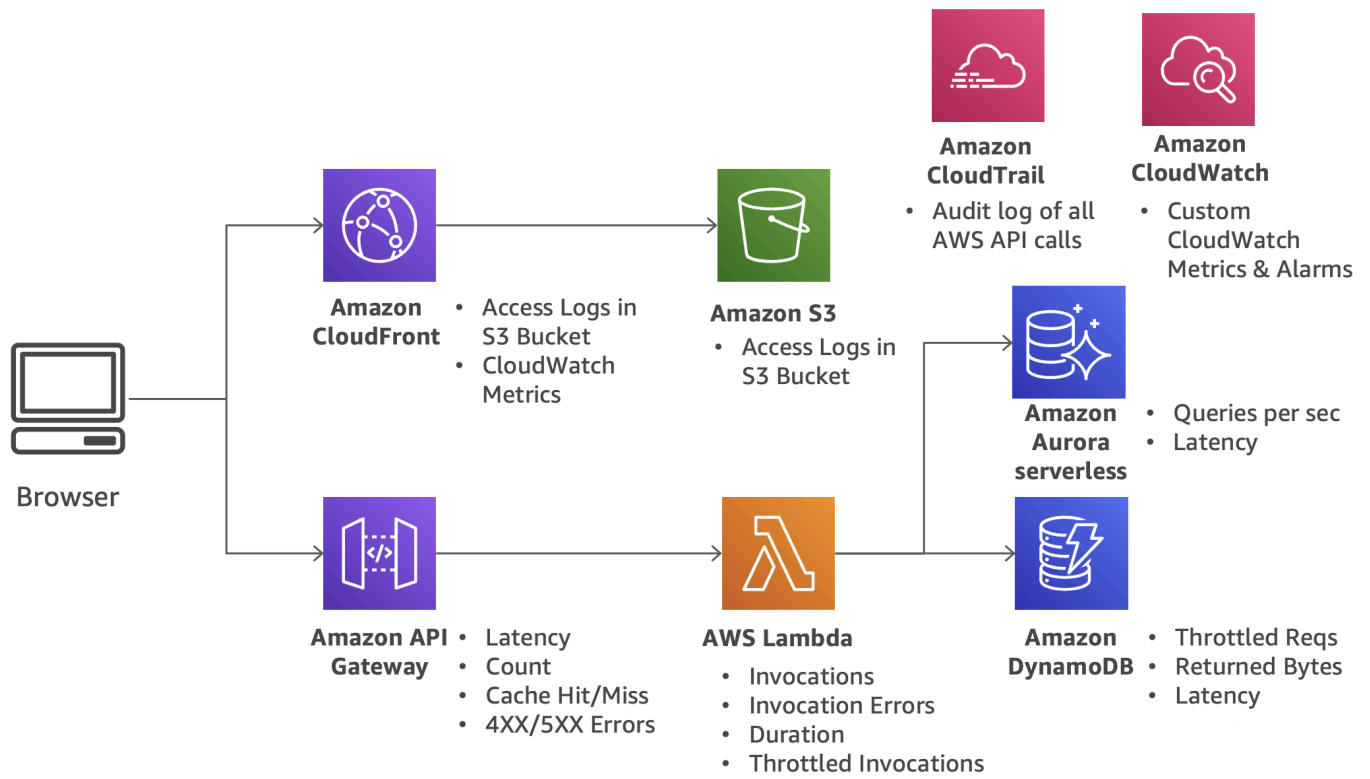 Amazon
CloudTrail
• Audit log of all
AWS API calls
Amazon
CloudWatch
• Custom
CloudWatch
Metrics & Alarms
Amazon
CloudFront
• Access Logs in
S3 Bucket
• CloudWatch
Metrics
Amazon S3
• Access Logs in
S3 Bucket
Amazon
Aurora
serverless
• Queries per sec
• Latency
Browser
</>
Amazon API
Gateway
• Latency
• Count
• Cache Hit/Miss
• 4XX/5XX Errors
AWS Lambda
• Invocations
• Invocation Errors
• Duration
• Throttled Invocations
Amazon
DynamoDB
• Throttled Reqs
• Returned Bytes
• Latency